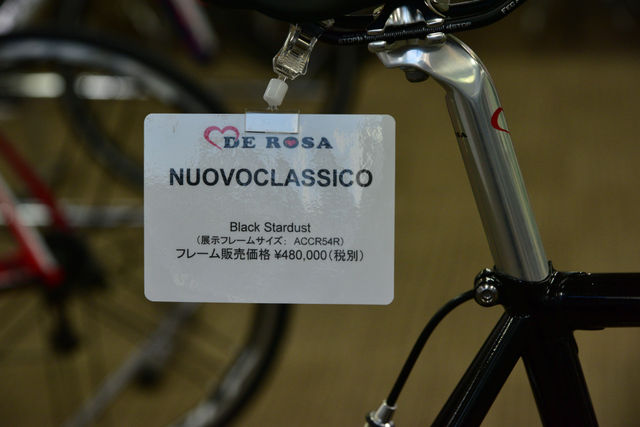 DE ROSA
NUOVOCLASSICO
Black Stardust
(展示フレームサイズ: ACCR54R)
フレーム販売価格 ¥480,000(税別)